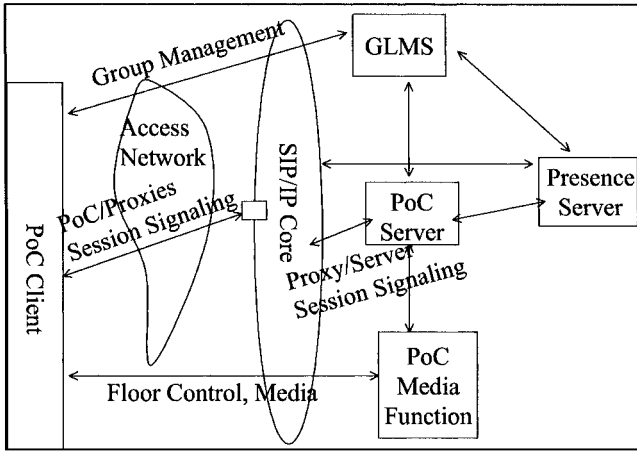 Group Management
GLMS
Access
Network
SIP/IP Core
PoC/Proxies
Session Signaling
Presence
Server
PoC
Server
PoC Client
Proxy/Server
Session Signaling
PoC
Media
Function
Floor Control, Media